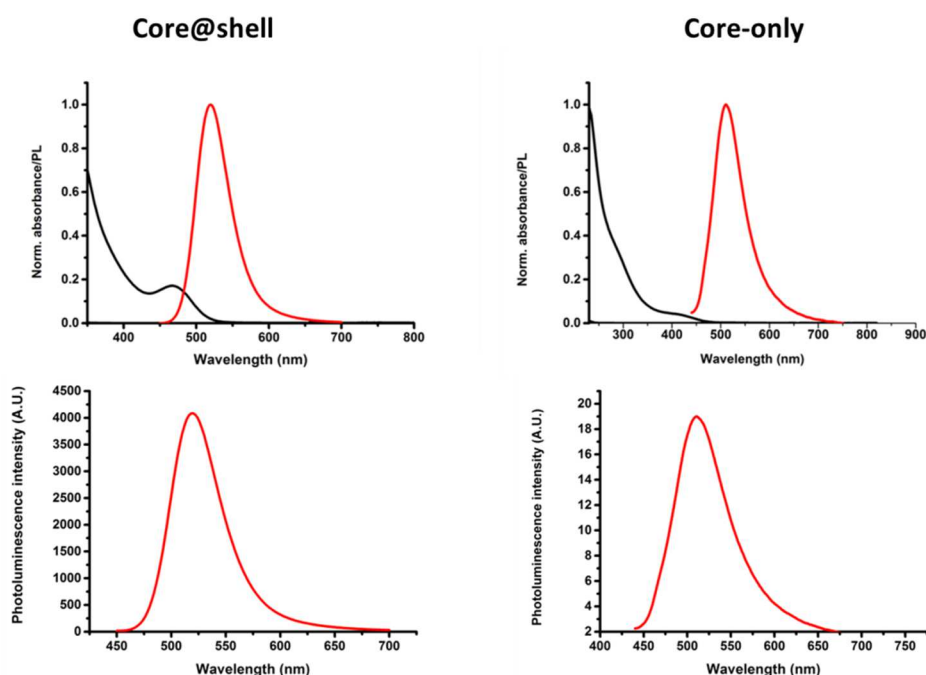 Core@shell
Core-only
Norm. absorbance/PL
1.0
0.8
0.6
0.4
0.2
0.0
400 500 600 700 800
Wavelength (nm)
Norm. absorbance/PL
1.0
0.8
0.6
0.4
0.2
0.0
300 400 500 600 700 800 900
Wavelength (nm)
Photoluminescence intensity (A.U.)
4500
4000
3500
3000
2500
2000
1500
1000
500
0
450 500 550 600 650 700
Wavelength (nm)
Photoluminescence intensity (A.U.)
20
18
16
14
12
10
8
6
4
2
400 450 500 550 600 650 700 750
Wavelength (nm)